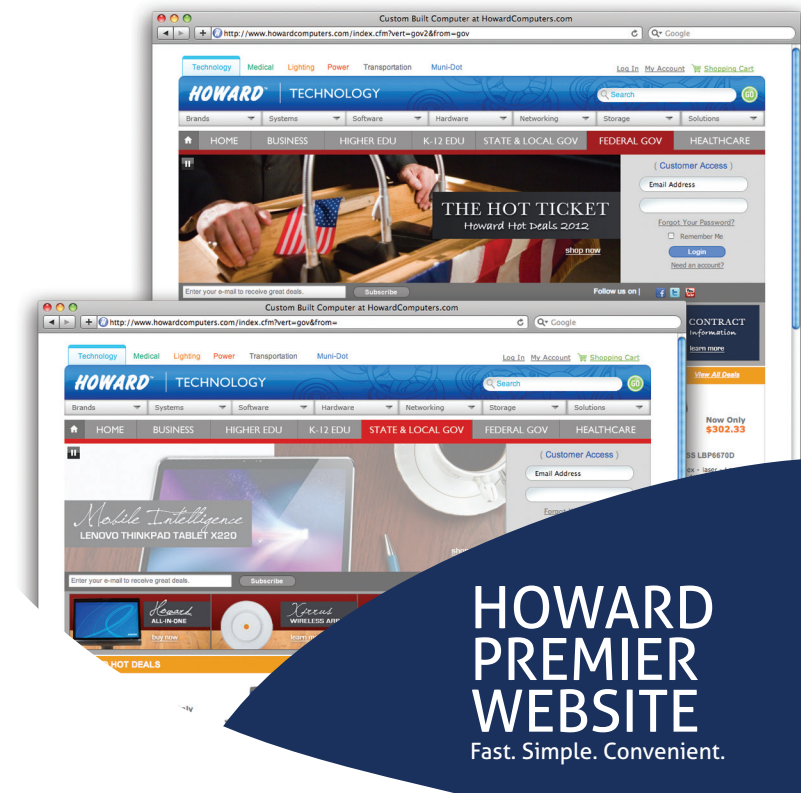 Custom Built Computer at HowardComputers.com
http://www.howardcomputers.com/index.cfm?vert=gov2&from=gov
Google
Technology Medical Lighting Power Transportation Muni-Dot
Log In My Account Shopping Cart
HOWARD™ TECHNOLOGY
Search GO
Brands Systems Software Hardware Networking Storage Solutions
HOME BUSINESS HIGHER EDU K-12 EDU STATE & LOCAL GOV FEDERAL GOV HEALTHCARE
( Customer Access )
Email Address
THE HOT TICKET
Howard Hot Deals 2012
shop now
Forgot Your Password?
Remember Me
Login
Need an account?
Enter your e-mail to receive great deals. Subscribe
Follow us on |
CONTRACT
Information
learn more
View All Deals
Now Only
$302.33
SS LBP6670D
Custom Built Computer at HowardComputers.com
http://www.howardcomputers.com/index.cfm?vert=gov&from=
Google
Technology Medical Lighting Power Transportation Muni-Dot
Log In My Account Shopping Cart
HOWARD™ TECHNOLOGY
Search GO
Brands Systems Software Hardware Networking Storage Solutions
HOME BUSINESS HIGHER EDU K-12 EDU STATE & LOCAL GOV FEDERAL GOV HEALTHCARE
( Customer Access )
Email Address
Mobile Intelligence
LENOVO THINKPAD TABLET X220
Enter your e-mail to receive great deals. Subscribe
Howard
ALL-IN-ONE
buy now
Xirrus
WIRELESS
learn
HOT DEALS
HOWARD
PREMIER
WEBSITE
Fast. Simple. Convenient.